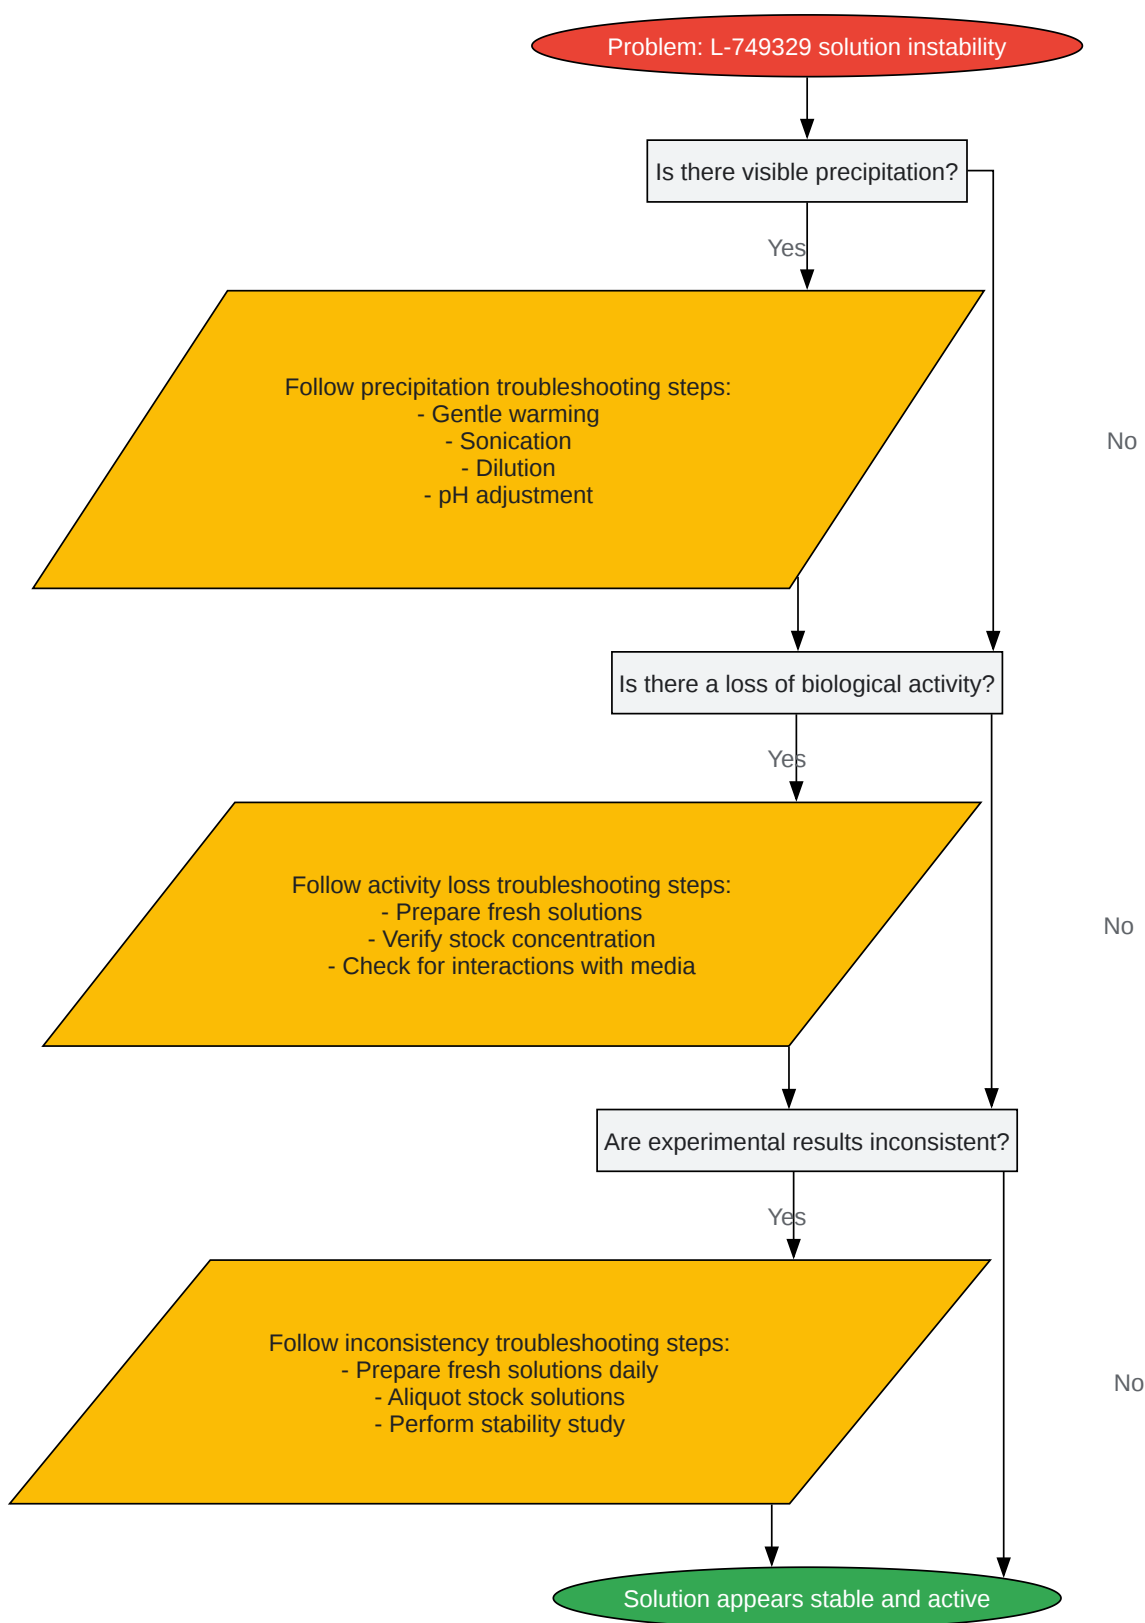 Problem: L-749329 solution instability
Is there visible precipitation?
Yes
Follow precipitation troubleshooting steps:
- Gentle warming
- Sonication
- Dilution
- pH adjustment
No
Is there a loss of biological activity?
Yes
Follow activity loss troubleshooting steps:
- Prepare fresh solutions
- Verify stock concentration
- Check for interactions with media
No
Are experimental results inconsistent?
Yes
Follow inconsistency troubleshooting steps:
- Prepare fresh solutions daily
- Aliquot stock solutions
- Perform stability study
No
Solution appears stable and active